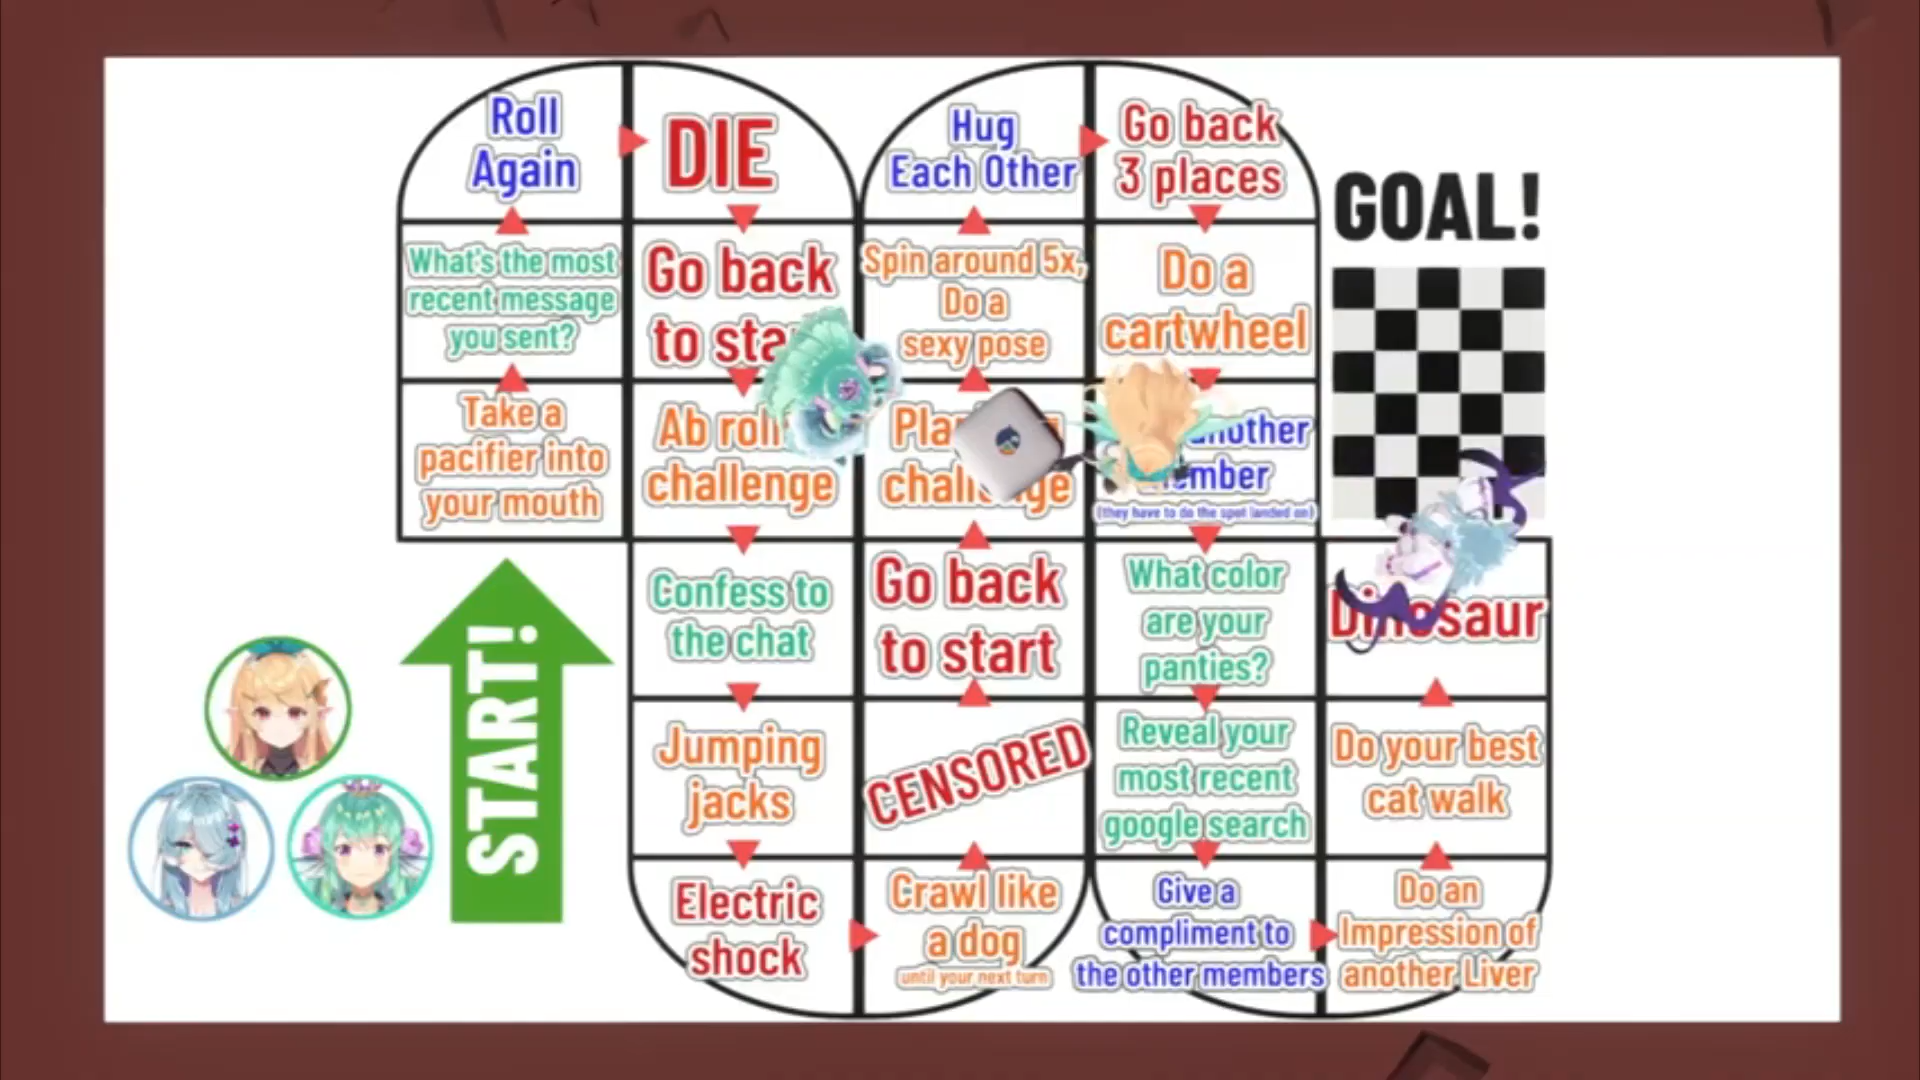 Roll
Again
DIE
Hug
Each Other
Go back
3 places
GOAL!
What's the most
recent message
you sent?
Go back
to
Spin around 5x,
Do a
sexy pose
Do a
cartwheel
Take a
pacifier into
your mouth
Ab
challenge
another
(they have to do the spot landed on)
START!
Confess to
the chat
Go back
to start
What color
are your
panties?
Dinosaur
Jumping
jacks
CENSORED
Reveal your
most recent
google search
Do your best
cat walk
Electric
shock
Crawl like
a dog
until your next turn
Give a
compliment to
the other members
Do an
Impression of
another Liver